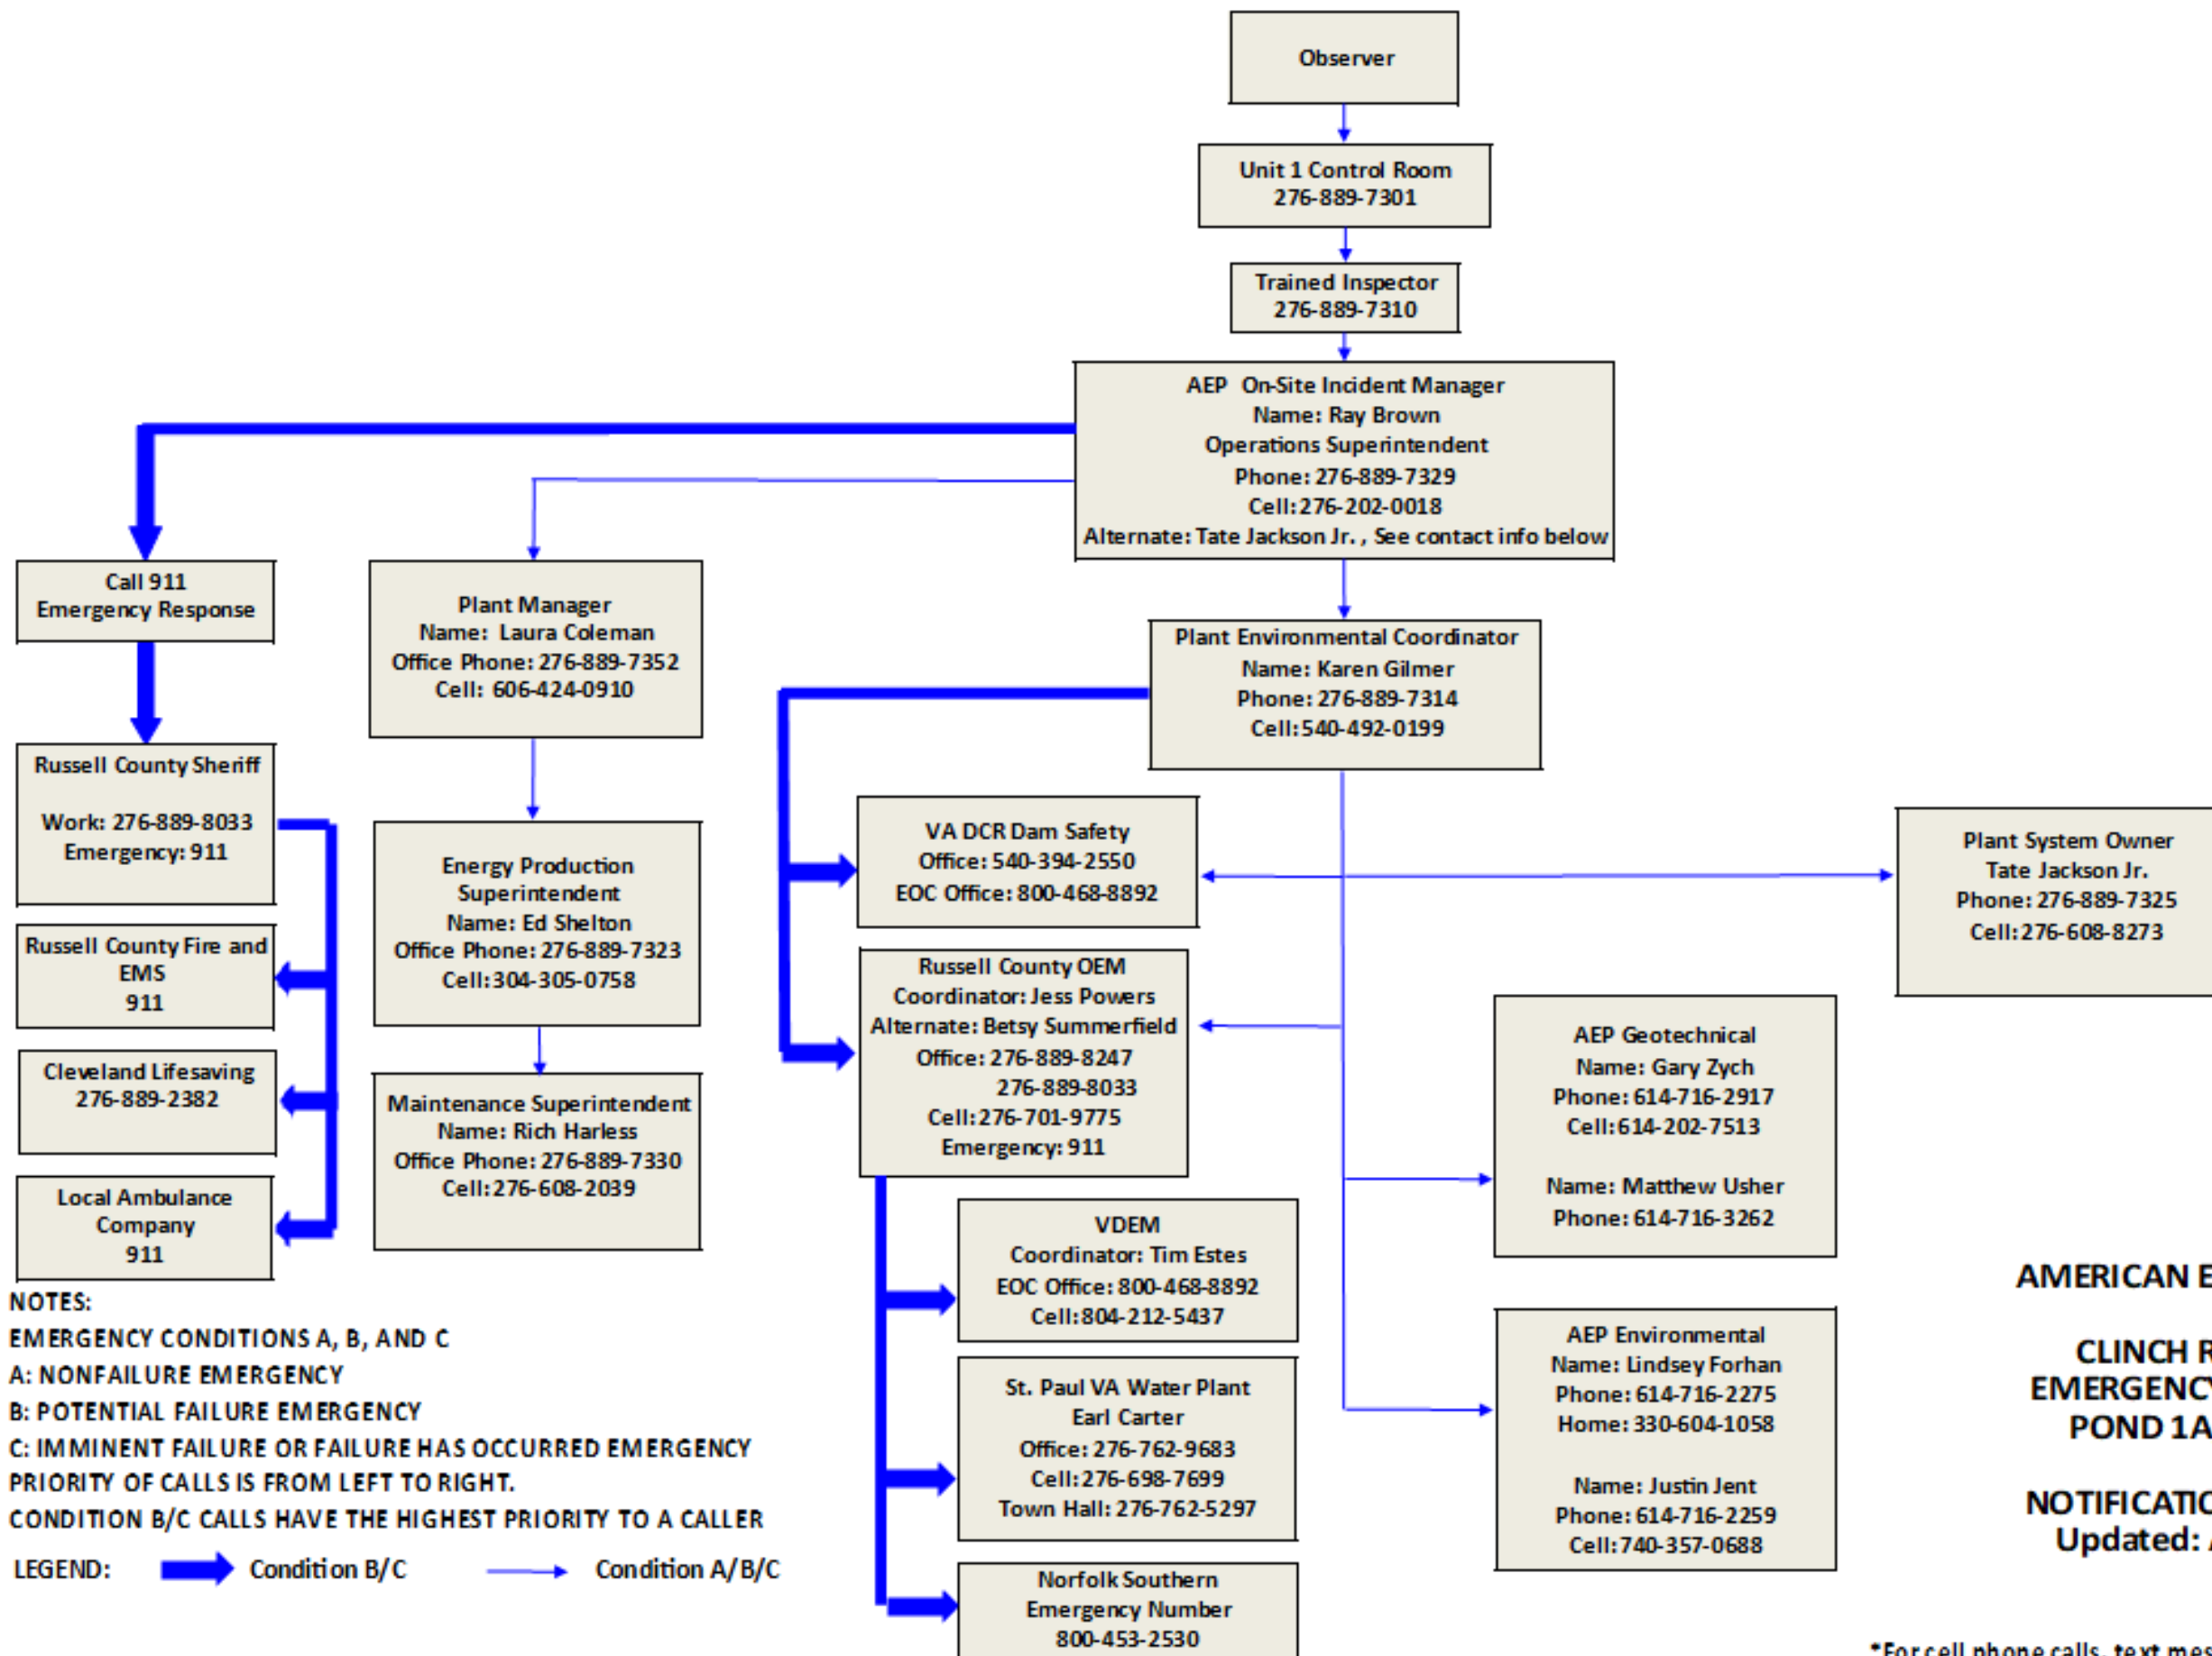 Observer
Unit 1 Control Room
276-889-7301
Trained Inspector
276-889-7310
AEP On-Site Incident Manager
Name: Ray Brown
Operations Superintendent
Phone: 276-889-7329
Cell: 276-202-0018
Alternate: Tate Jackson Jr. , See contact info below
Call 911
Emergency Response
Russell County Sheriff
Work: 276-889-8033
Emergency: 911
Russell County Fire and
EMS
911
Cleveland Lifesaving
276-889-2382
Local Ambulance
Company
911
Plant Manager
Name: Laura Coleman
Office Phone: 276-889-7352
Cell: 606-424-0910
Energy Production
Superintendent
Name: Ed Shelton
Office Phone: 276-889-7323
Cell: 304-305-0758
Maintenance Superintendent
Name: Rich Harless
Office Phone: 276-889-7330
Cell: 276-608-2039
Plant Environmental Coordinator
Name: Karen Gilmer
Phone: 276-889-7314
Cell: 540-492-0199
VA DCR Dam Safety
Office: 540-394-2550
EOC Office: 800-468-8892
Russell County OEM
Coordinator: Jess Powers
Alternate: Betsy Summerfield
Office: 276-889-8247
276-889-8033
Cell: 276-701-9775
Emergency: 911
VDEM
Coordinator: Tim Estes
EOC Office: 800-468-8892
Cell: 804-212-5437
St. Paul VA Water Plant
Earl Carter
Office: 276-762-9683
Cell: 276-698-7699
Town Hall: 276-762-5297
Norfolk Southern
Emergency Number
800-453-2530
Plant System Owner
Tate Jackson Jr.
Phone: 276-889-7325
Cell: 276-608-8273
AEP Geotechnical
Name: Gary Zych
Phone: 614-716-2917
Cell: 614-202-7513
Name: Matthew Usher
Phone: 614-716-3262
AEP Environmental
Name: Lindsey Forhan
Phone: 614-716-2275
Home: 330-604-1058
Name: Justin Jent
Phone: 614-716-2259
Cell: 740-357-0688
NOTES:
EMERGENCY CONDITIONS A, B, AND C
A: NONFAILURE EMERGENCY
B: POTENTIAL FAILURE EMERGENCY
C: IMMINENT FAILURE OR FAILURE HAS OCCURRED EMERGENCY
PRIORITY OF CALLS IS FROM LEFT TO RIGHT.
CONDITION B/C CALLS HAVE THE HIGHEST PRIORITY TO A CALLER
LEGEND: Condition B/C Condition A/B/C
AMERICAN E
CLINCH R
EMERGENCY
POND 1A
NOTIFICATIO
Updated:
*For cell phone calls, text mes